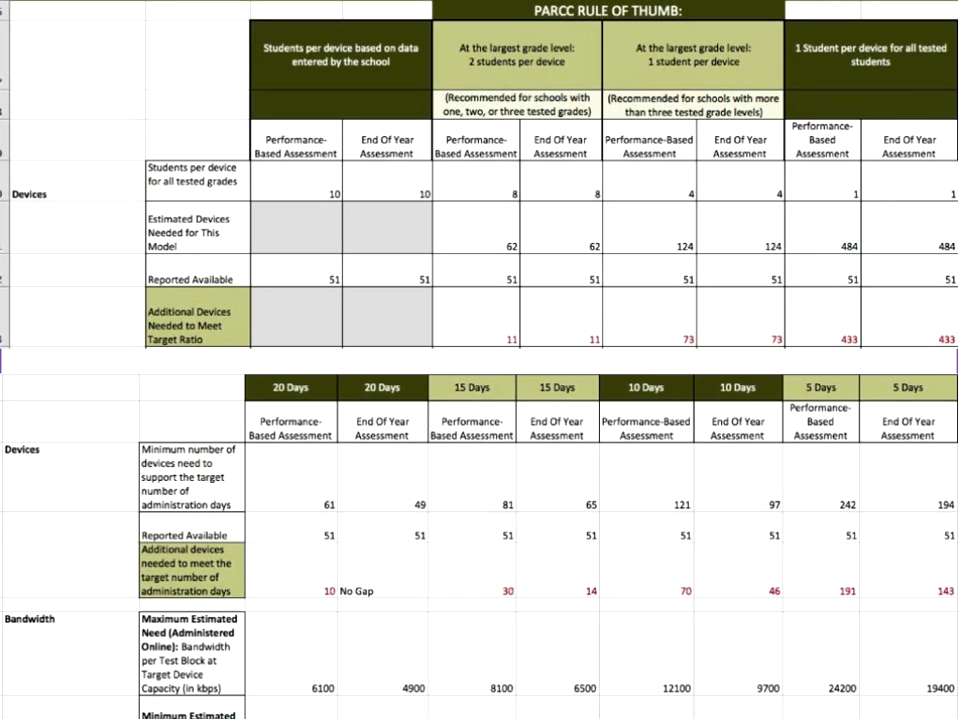 PARCC RULE OF THUMB:
Students per device based on data
entered by the school
At the largest grade level:
2 students per device
At the largest grade level:
1 student per device
1 Student per device for all tested
students
(Recommended for schools with
one, two, or three tested grades)
(Recommended for schools with more
than three tested grade levels)
Performance-
Based Assessment
End Of Year
Assessment
Performance-
Based Assessment
End Of Year
Assessment
Performance-Based
Assessment
End Of Year
Assessment
Performance-
Based
Assessment
End Of Year
Assessment
Devices
Students per device
for all tested grades
10 10 8 8 4 4 1 1
Estimated Devices
Needed for This
Model
62 62 124 124 484 484
Reported Available 51 51 51 51 51 51 51 51
Additional Devices
Needed to Meet
Target Ratio
11 11 73 73 433 433
20 Days 20 Days 15 Days 15 Days 10 Days 10 Days 5 Days 5 Days
Performance-
Based Assessment
End Of Year
Assessment
Performance-
Based Assessment
End Of Year
Assessment
Performance-Based
Assessment
End Of Year
Assessment
Performance-
Based
Assessment
End Of Year
Assessment
Devices
Minimum number of
devices need to
support the target
number of
administration days
61 49 81 65 121 97 242 194
Reported Available 51 51 51 51 51 51 51 51
Additional devices
needed to meet the
target number of
administration days
10 No Gap 30 14 70 46 191 143
Bandwidth
Maximum Estimated
Need (Administered
Online): Bandwidth
per Test Block at
Target Device
Capacity (in kbps)
6100 4900 8100 6500 12100 9700 24200 19400
Minimum Estimated